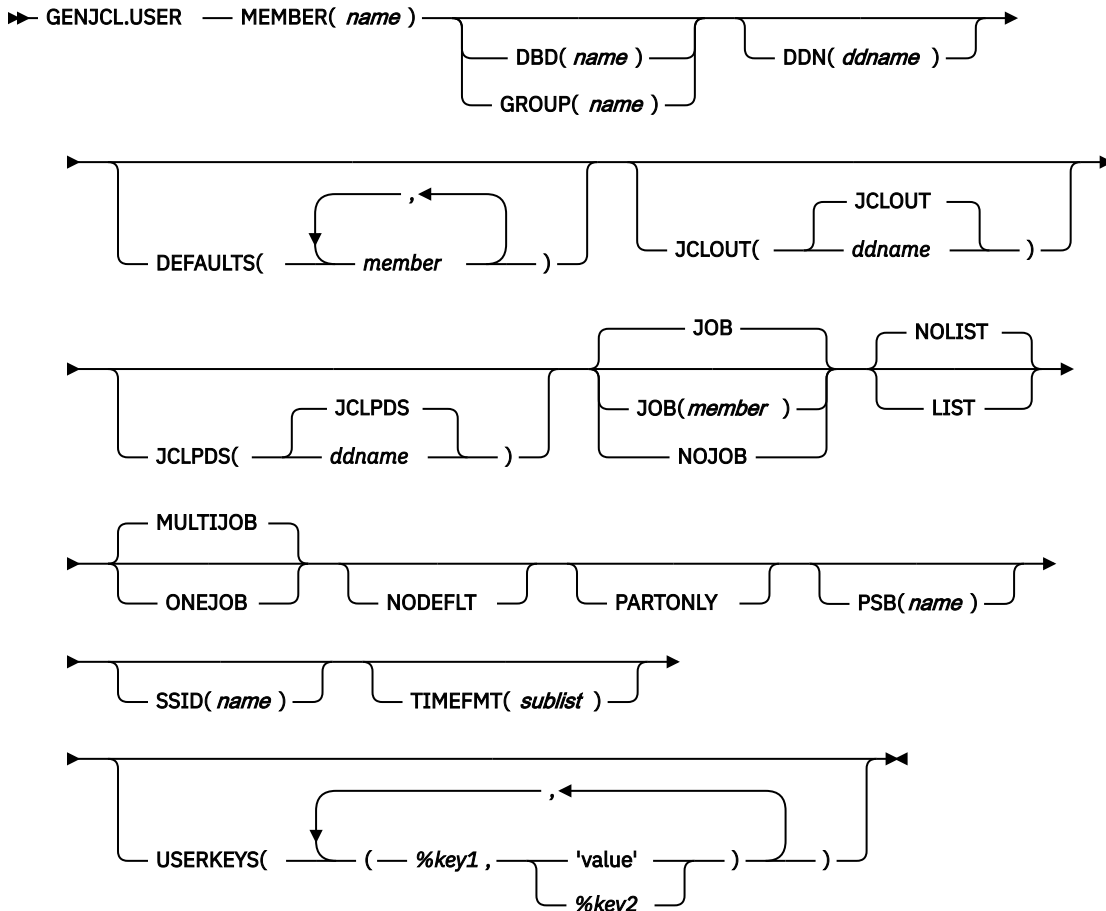 GENJCL.USER MEMBER( name )
DBD( name ) DDN( ddname )
GROUP( name )
,
DEFAULTS( member )
JCLOUT
JCLOUT( ddname )
JCLPDS
JCLPDS( ddname )
JOB
JOB(member )
NOJOB
NOLIST
LIST
MULTIJOB
ONEJOB NODEFLT PARTONLY PSB(name )
SSID(name ) TIMEFMT( sublist )
,
USERKEYS( ( %key1 , 'value' ) )
%key2